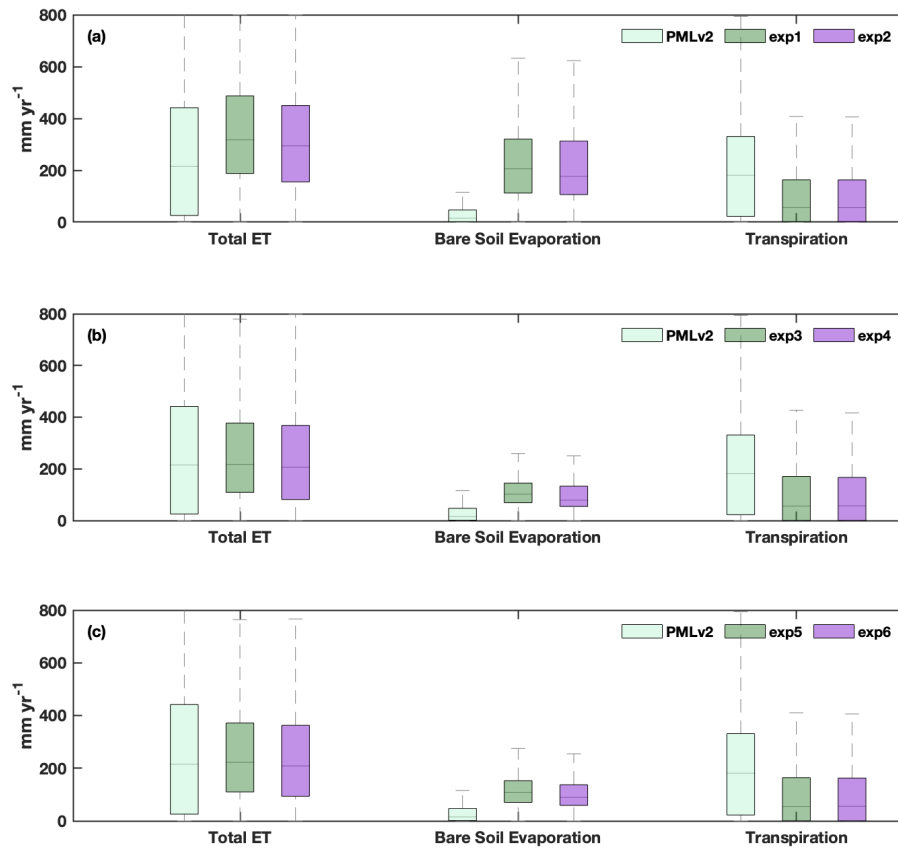 (a)
PMLv2 exp1 exp2
800
600
400
200
0
mm yr⁻¹
Total ET Bare Soil Evaporation Transpiration
(b)
PMLv2 exp3 exp4
800
600
400
200
0
mm yr⁻¹
Total ET Bare Soil Evaporation Transpiration
(c)
PMLv2 exp5 exp6
800
600
400
200
0
mm yr⁻¹
Total ET Bare Soil Evaporation Transpiration